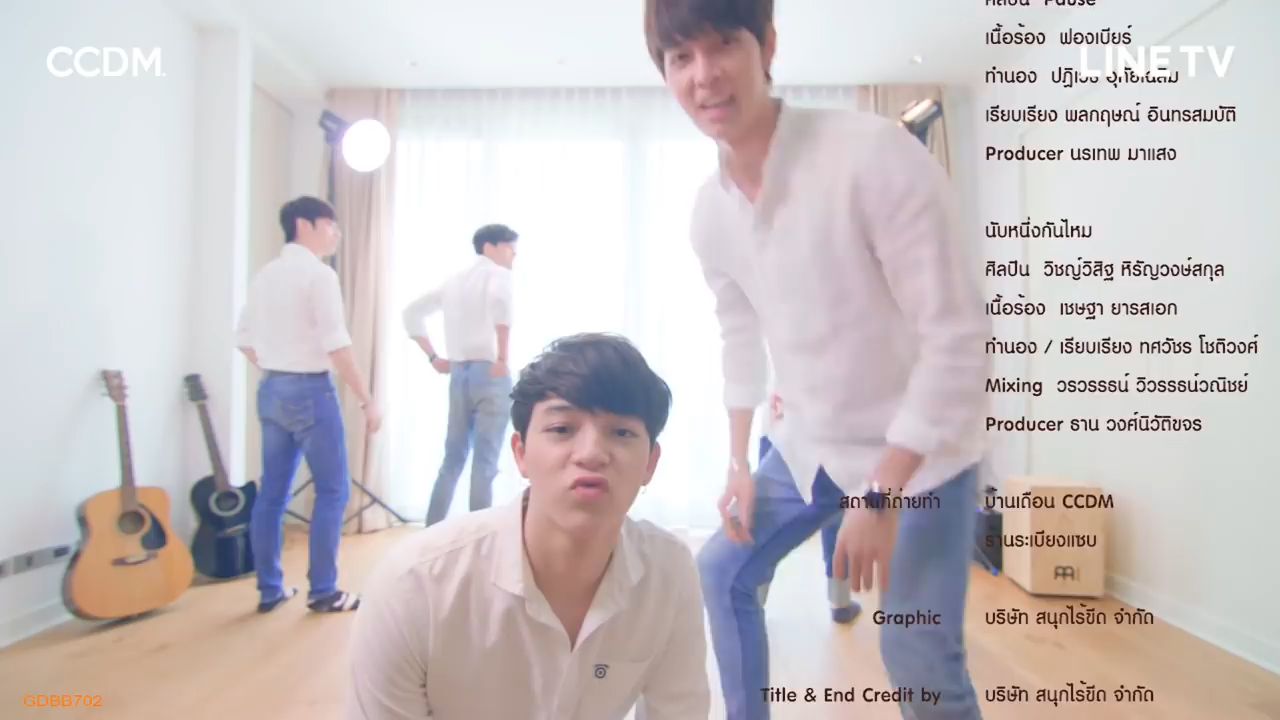 ศิลปิน Pause
CCDM.
เนื้อร้อง ฟองเบียร์
LINE TV
ทำนอง
เรียบเรียง พลกฤษณ์ อินทรสมบัติ
Producer นรเทพ มาแสง
นับหนึ่งกันไหม
ศิลปิน วิชญ์วิสิฐ หิรัญวงษ์สกุล
เนื้อร้อง เชษฐา ยารสเอก
ทำนอง / เรียบเรียง ทศวัชร โชติวงศ์
Mixing วรวรรธน์ วิวรรธน์วณิชย์
Producer ธาน วงศ์นิวัติขจร
สถานที่ถ่ายทำ บ้านเดือน CCDM
ร้านระเบียงแซบ
Graphic บริษัท สนุกไร้ขีด จำกัด
Title & End Credit by บริษัท สนุกไร้ขีด จำกัด
GDBB702